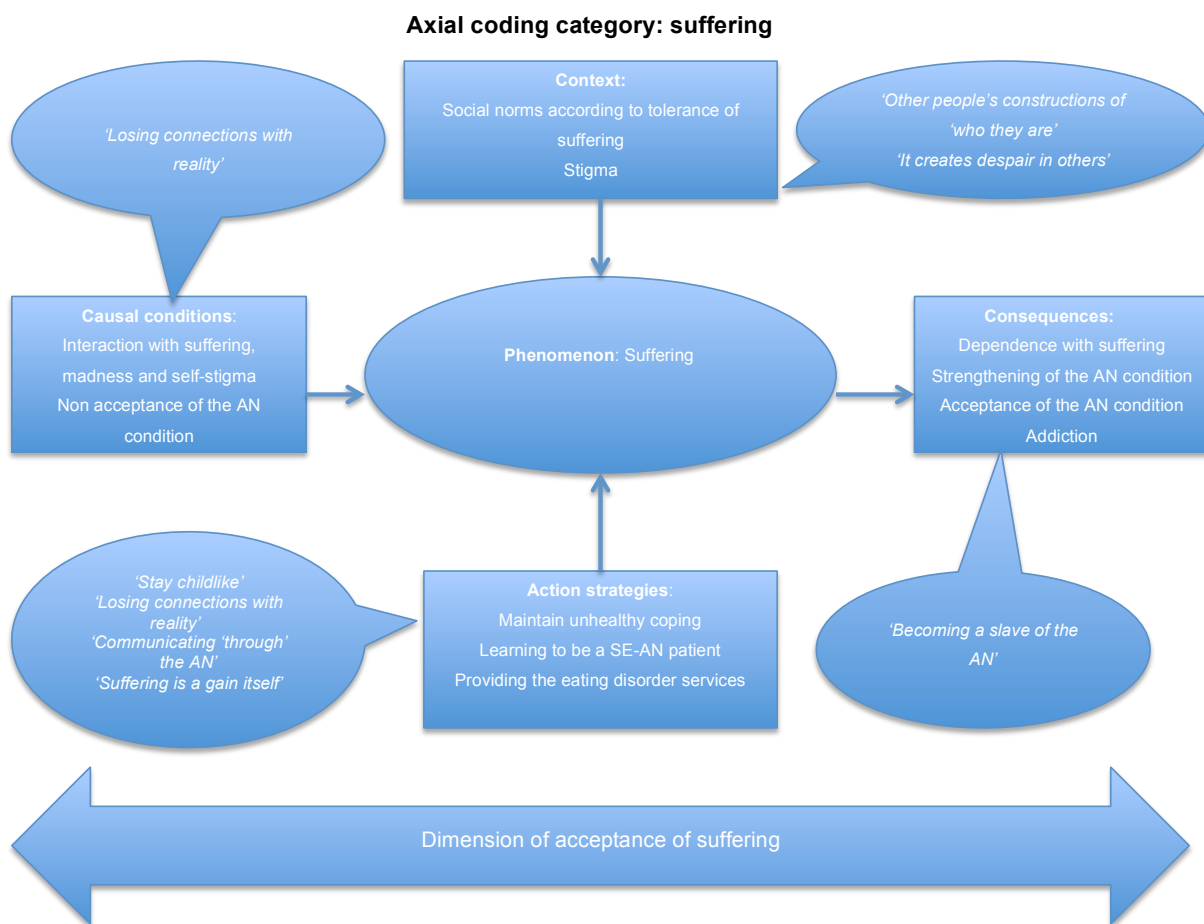 Axial coding category: suffering
Context:
Social norms according to tolerance of
suffering
Stigma
‘Other people’s constructions of
‘who they are’
‘It creates despair in others’
‘Losing connections with
reality’
Causal conditions:
Interaction with suffering,
madness and self-stigma
Non acceptance of the AN
condition
Phenomenon: Suffering
Consequences:
Dependence with suffering
Strengthening of the AN condition
Acceptance of the AN condition
Addiction
‘Stay childlike’
‘Losing connections with
reality’
‘Communicating ‘through’
the AN’
‘Suffering is a gain itself’
Action strategies:
Maintain unhealthy coping
Learning to be a SE-AN patient
Providing the eating disorder services
‘Becoming a slave of the
AN’
Dimension of acceptance of suffering